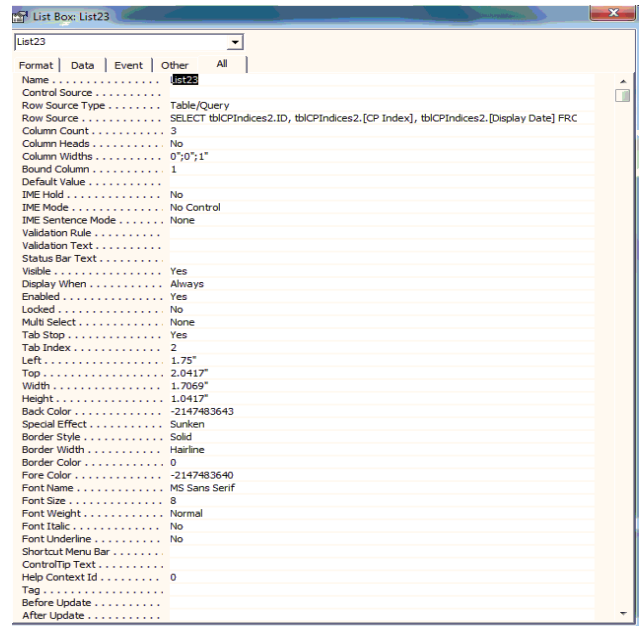 List Box: List23
List23
Format Data Event Other All
Name . . . . . . . . . . . . . . . . List23
Control Source . . . . . . . . . .
Row Source Type . . . . . . . . Table/Query
Row Source . . . . . . . . . . . . SELECT tblCPIndices2.ID, tblCPIndices2.[CP Index], tblCPIndices2.[Display Date] FRC
Column Count . . . . . . . . . . . 3
Column Heads . . . . . . . . . . No
Column Widths . . . . . . . . . . 0";0";1"
Bound Column . . . . . . . . . . 1
Default Value . . . . . . . . . . .
IME Hold . . . . . . . . . . . . . . No
IME Mode . . . . . . . . . . . . . . No Control
IME Sentence Mode . . . . . . . None
Validation Rule . . . . . . . . . .
Validation Text . . . . . . . . . .
Status Bar Text . . . . . . . . . .
Visible . . . . . . . . . . . . . . . . Yes
Display When . . . . . . . . . . . Always
Enabled . . . . . . . . . . . . . . . Yes
Locked . . . . . . . . . . . . . . . . No
Multi Select . . . . . . . . . . . . . None
Tab Stop . . . . . . . . . . . . . . Yes
Tab Index . . . . . . . . . . . . . 2
Left . . . . . . . . . . . . . . . . . . 1.75"
Top . . . . . . . . . . . . . . . . . . 2.0417"
Width . . . . . . . . . . . . . . . . 1.7069"
Height . . . . . . . . . . . . . . . . 1.0417"
Back Color . . . . . . . . . . . . . -2147483643
Special Effect . . . . . . . . . . . Sunken
Border Style . . . . . . . . . . . . Solid
Border Width . . . . . . . . . . . Hairline
Border Color . . . . . . . . . . . . 0
Fore Color . . . . . . . . . . . . . -2147483640
Font Name . . . . . . . . . . . . . MS Sans Serif
Font Size . . . . . . . . . . . . . . 8
Font Weight . . . . . . . . . . . . Normal
Font Italic . . . . . . . . . . . . . No
Font Underline . . . . . . . . . . No
Shortcut Menu Bar . . . . . . . .
ControlTip Text . . . . . . . . . .
Help Context Id . . . . . . . . . 0
Tag . . . . . . . . . . . . . . . . . .
Before Update . . . . . . . . . .
After Update . . . . . . . . . . .